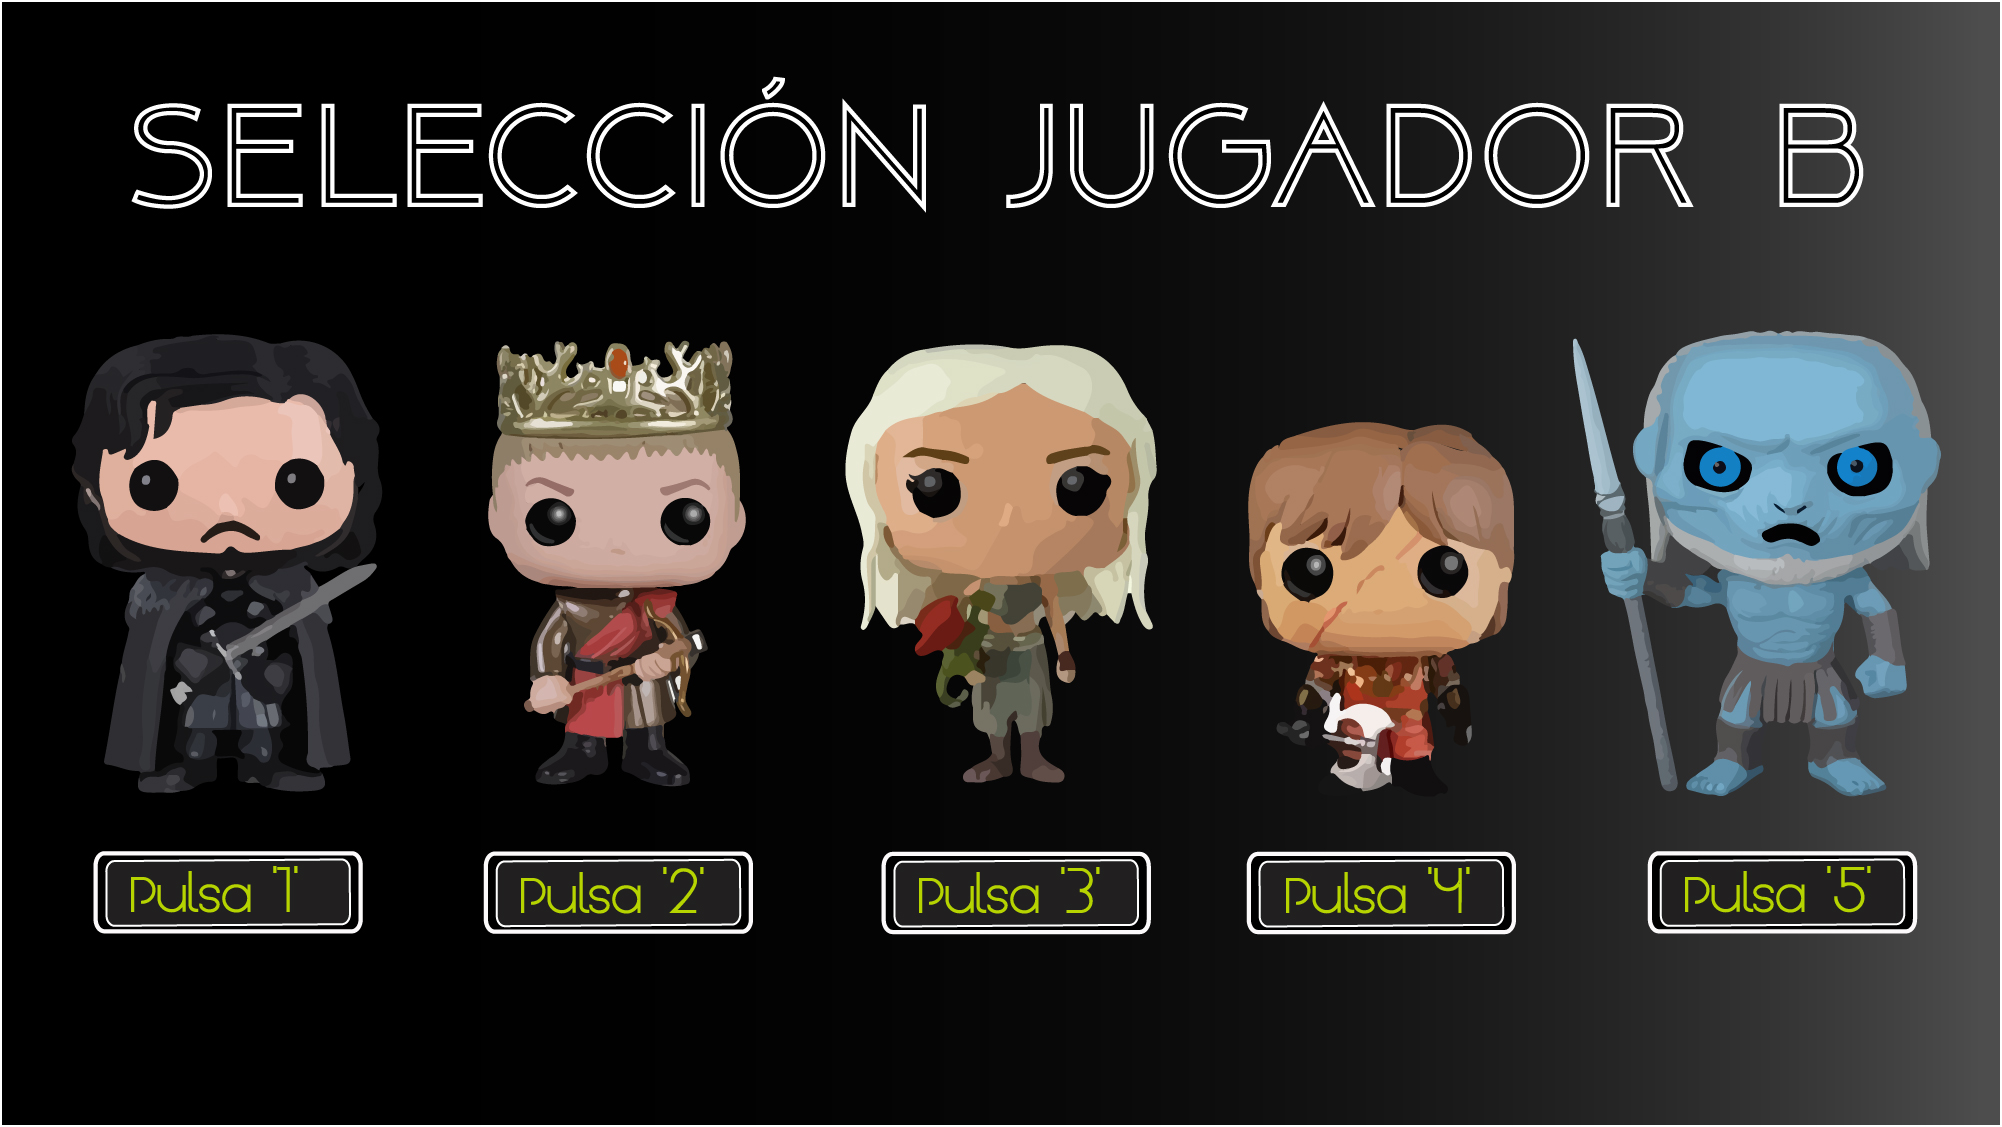 SELECCIÓN JUGADOR B
Pulsa '1'
Pulsa '2'
Pulsa '3'
Pulsa '4'
Pulsa '5'